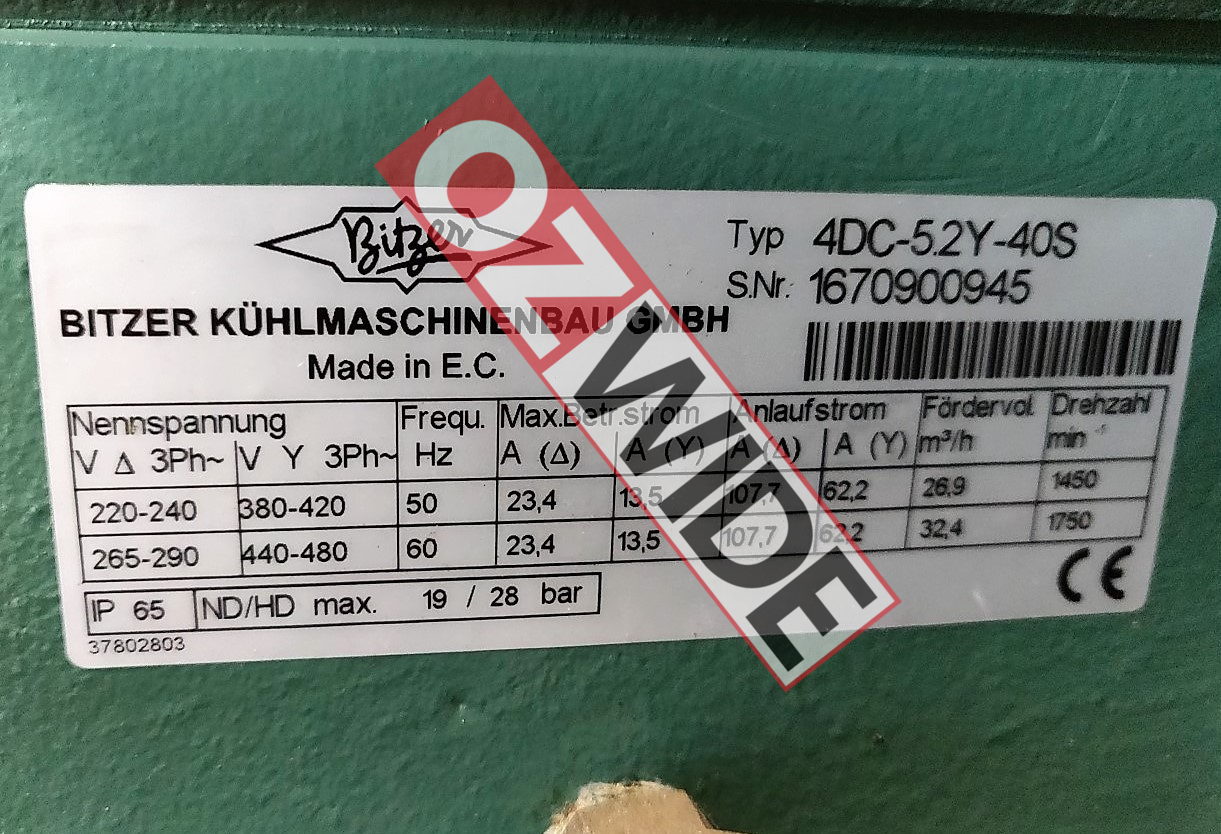 Bitzer
BITZER KÜHLMASCHINENBAU GMBH
Made in E.C.
Typ 4DC-5.2Y-40S
S.Nr. 1670900945
Nennspannung Frequ. Max.Betr.strom Anlaufstrom Fördervol. Drehzahl
V Δ 3Ph~ V Y 3Ph~ Hz A (Δ) A (Y) A (Δ) A (Y) m³/h min
220-240 380-420 50 23,4 13,5 107,7 62,2 26,9 1450
265-290 440-480 60 23,4 13,5 107,7 62,2 32,4 1750
IP 65 ND/HD max. 19 / 28 bar
37802803
CE
OZWIDE